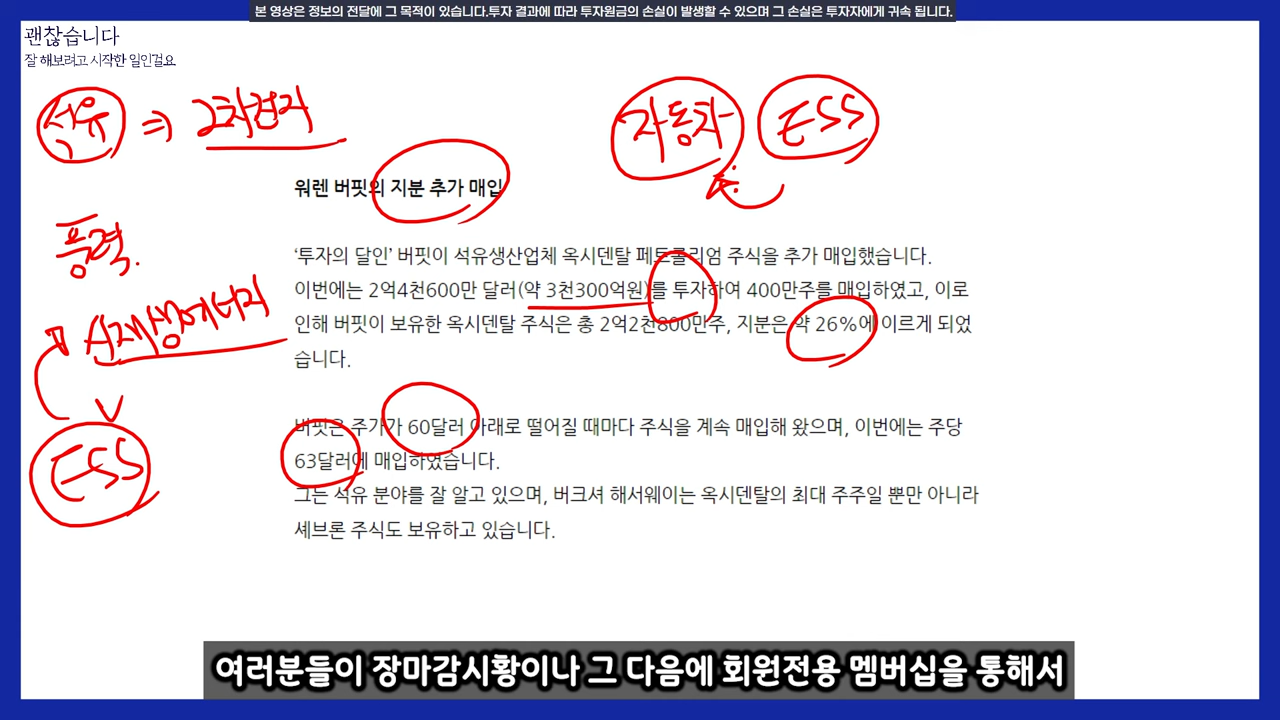 본 영상은 정보의 전달에 그 목적이 있습니다.투자 결과에 따라 투자원금의 손실이 발생할 수 있으며 그 손실은 투자자에게 귀속 됩니다.
괜찮습니다
잘 해보려고 시작한 일인걸요
석유 ⇒ 2차전지
자동차 ESS
워렌 버핏의 지분 추가 매입
풍력.
신재생에너지
ESS
‘투자의 달인’ 버핏이 석유생산업체 옥시덴탈 페트롤리엄 주식을 추가 매입했습니다.
이번에는 2억4천600만 달러(약 3천300억원)를 투자하여 400만주를 매입하였고, 이로
인해 버핏이 보유한 옥시덴탈 주식은 총 2억2천800만주, 지분은 약 26%에 이르게 되었
습니다.
버핏은 주가가 60달러 아래로 떨어질 때마다 주식을 계속 매입해 왔으며, 이번에는 주당
63달러에 매입하였습니다.
그는 석유 분야를 잘 알고 있으며, 버크셔 해서웨이는 옥시덴탈의 최대 주주일 뿐만 아니라
셰브론 주식도 보유하고 있습니다.
여러분들이 장마감시황이나 그 다음에 회원전용 멤버십을 통해서